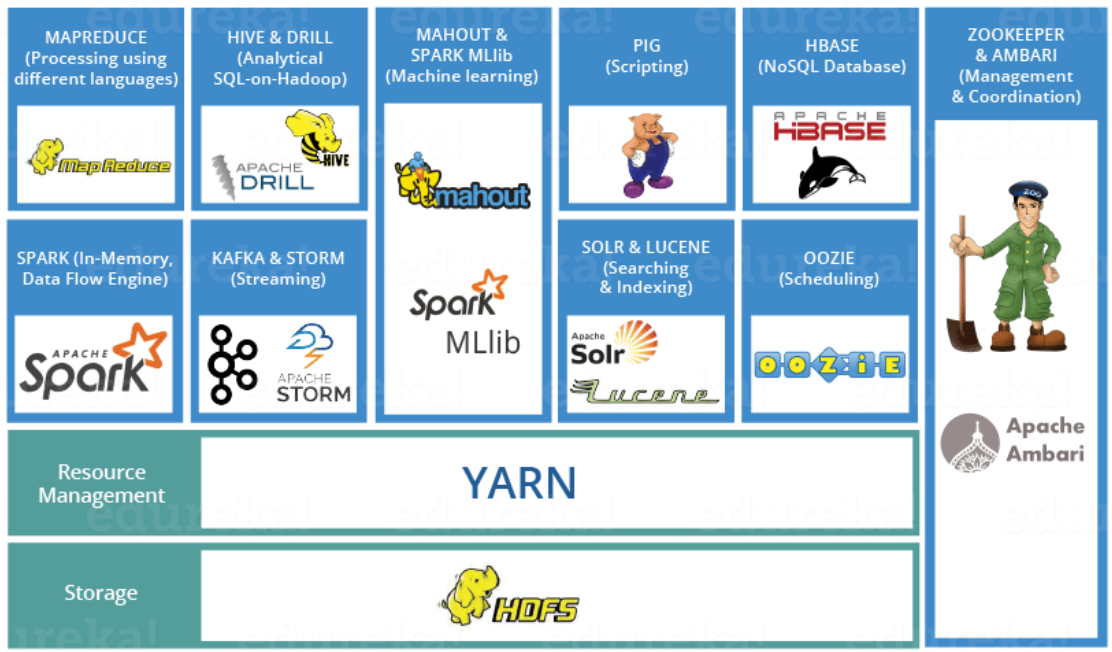 MAPREDUCE
(Processing using
different languages)
Map Reduce
HIVE & DRILL
(Analytical
SQL-on-Hadoop)
HIVE
APACHE
DRILL
MAHOUT &
SPARK MLlib
(Machine learning)
mahout
Spark
MLlib
PIG
(Scripting)
HBASE
(NoSQL Database)
APACHE
HBASE
ZOOKEEPER
& AMBARI
(Management
& Coordination)
ZOO
Apache
Ambari
SPARK (In-Memory,
Data Flow Engine)
APACHE
Spark
KAFKA & STORM
(Streaming)
APACHE
STORM
SOLR & LUCENE
(Searching
& Indexing)
Apache
Solr
Lucene
OOZIE
(Scheduling)
OOZiE
Resource
Management
YARN
Storage
HDFS
edureka!